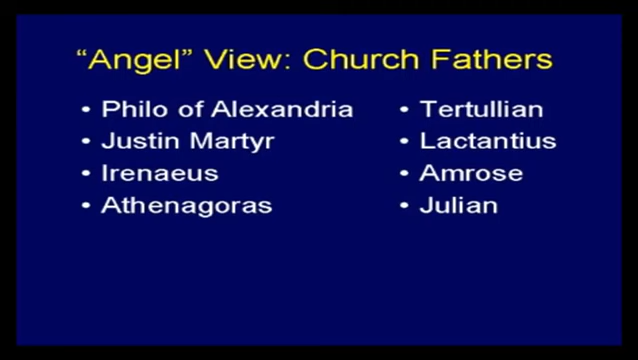 “Angel” View: Church Fathers
• Philo of Alexandria
• Justin Martyr
• Irenaeus
• Athenagoras
• Tertullian
• Lactantius
• Amrose
• Julian